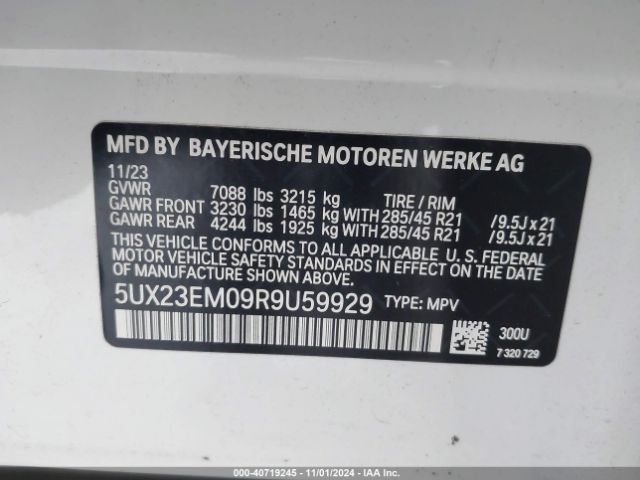 MFD BY BAYERISCHE MOTOREN WERKE AG
11/23
GVWR 7088 lbs 3215 kg TIRE / RIM
GAWR FRONT 3230 lbs 1465 kg WITH 285/45 R21 /9.5J x 21
GAWR REAR 4244 lbs 1925 kg WITH 285/45 R21 /9.5J x 21
THIS VEHICLE CONFORMS TO ALL APPLICABLE U. S. FEDERAL
MOTOR VEHICLE SAFETY STANDARDS IN EFFECT ON THE DATE
OF MANUFACTURE SHOWN ABOVE.
5UX23EM09R9U59929 TYPE: MPV
300U
7 320 729
000-40719245 - 11/01/2024 - IAA Inc.